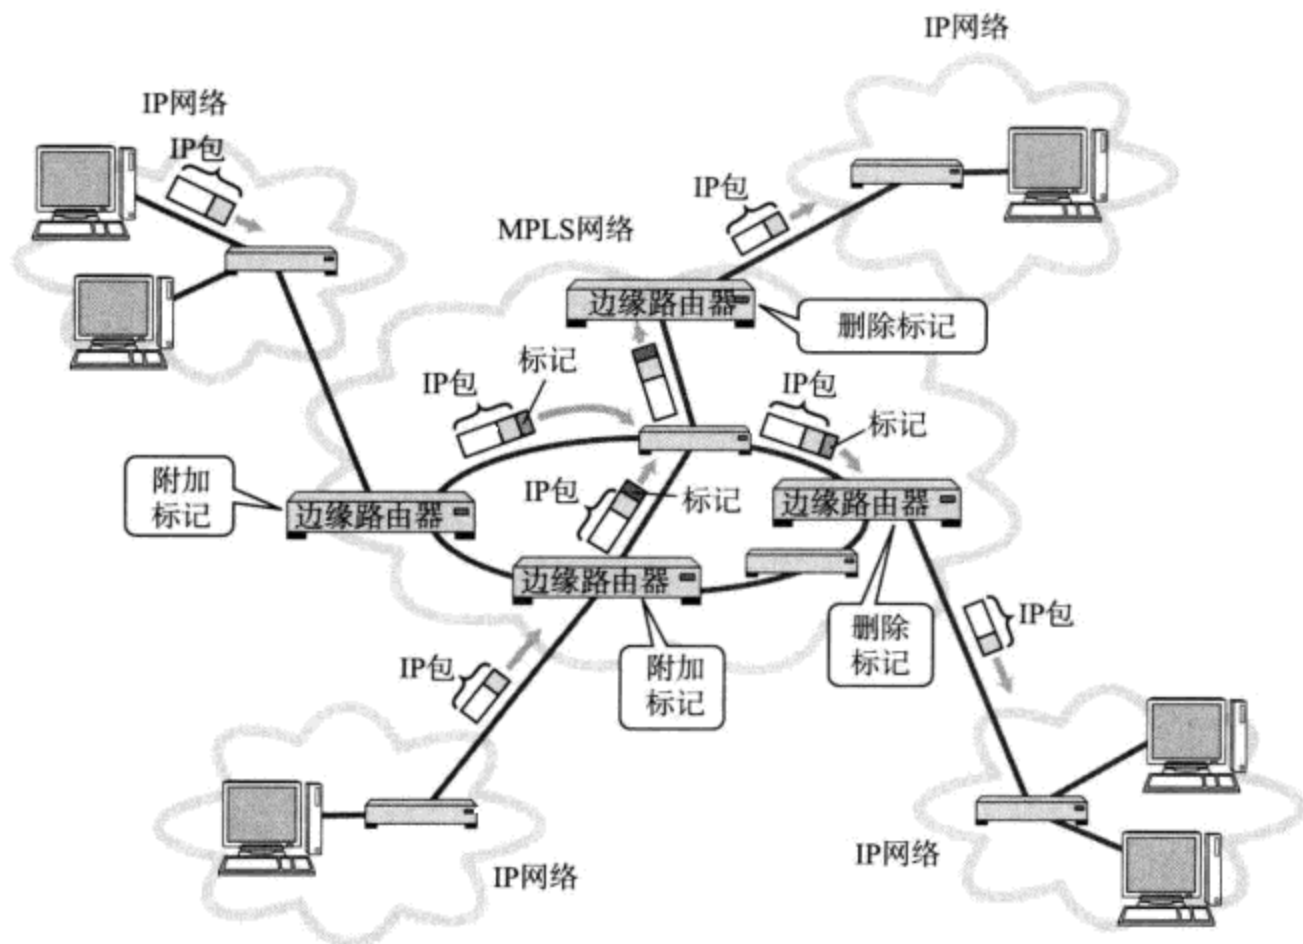 IP网络
IP网络
IP包
IP包
MPLS网络
边缘路由器
删除标记
标记
IP包
IP包
标记
附加
标记
边缘路由器
IP包
标记
边缘路由器
边缘路由器
删除
标记
IP包
IP包
附加
标记
IP网络
IP网络